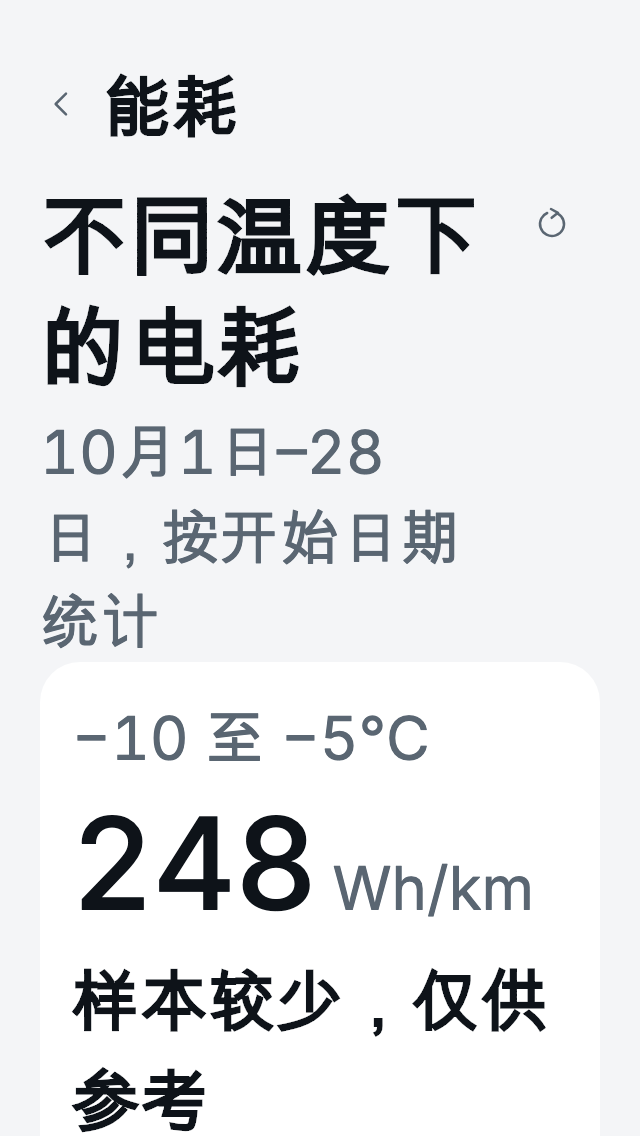 能耗
不同温度下
的电耗
10月1日–28
日，按开始日期
统计
−10 至 −5°C
248 Wh/km
样本较少，仅供
参考